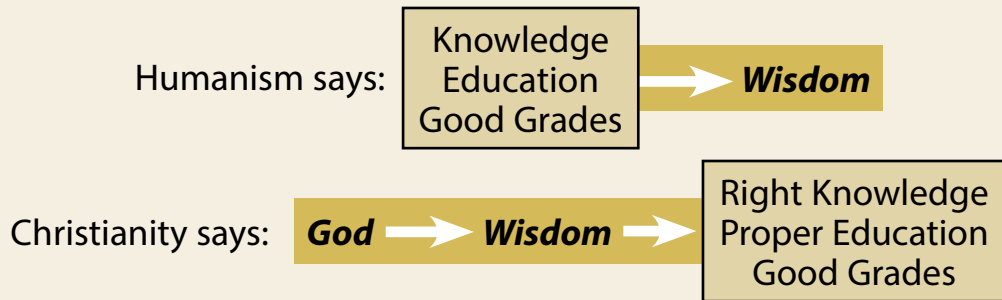 Humanism says:
Knowledge
Education
Good Grades
Wisdom
Christianity says:
God
Wisdom
Right Knowledge
Proper Education
Good Grades